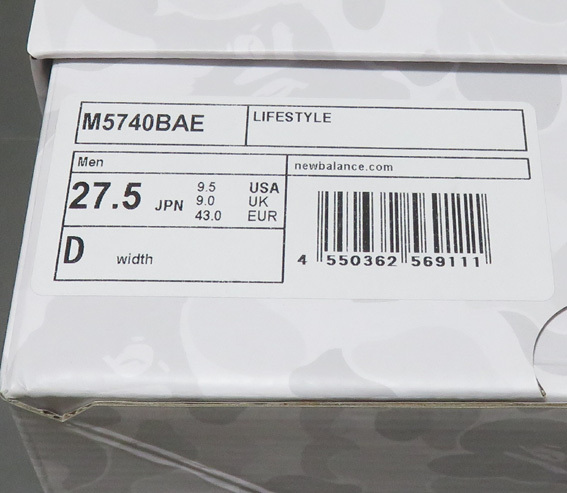 M5740BAE LIFESTYLE
Men newbalance.com
27.5 JPN 9.5 USA
9.0 UK
43.0 EUR
D width
4 550362 569111